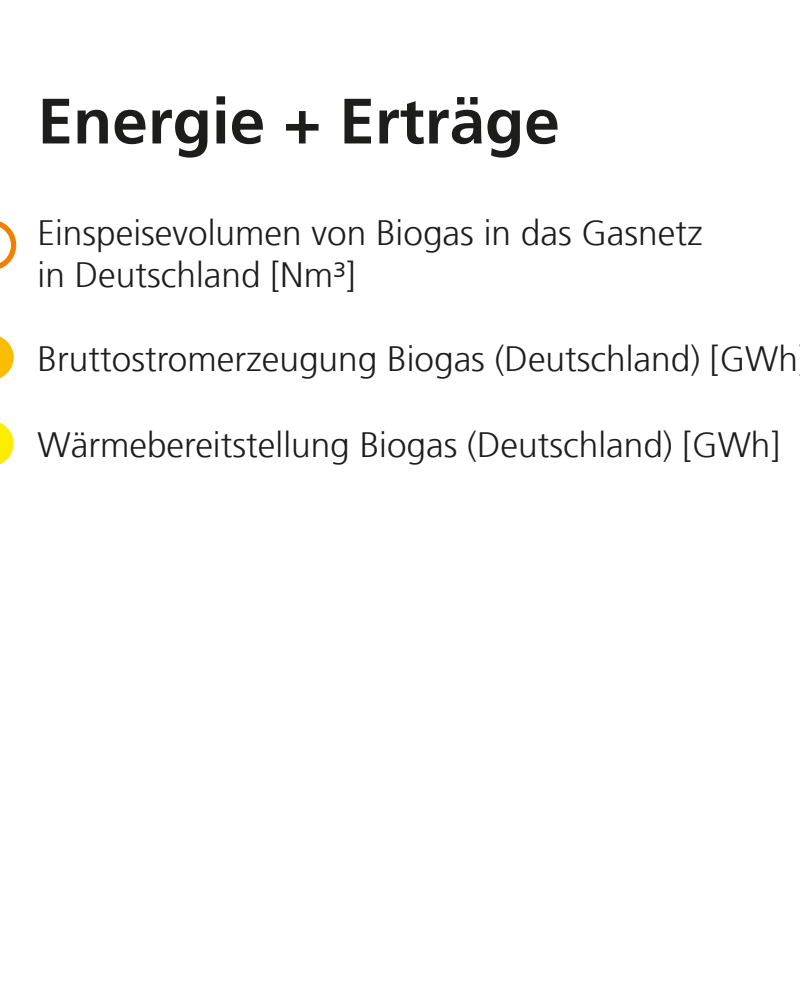 Energie + Erträge
Einspeisevolumen von Biogas in das Gasnetz
in Deutschland [Nm³]
Bruttostromerzeugung Biogas (Deutschland) [GWh]
Wärmebereitstellung Biogas (Deutschland) [GWh]